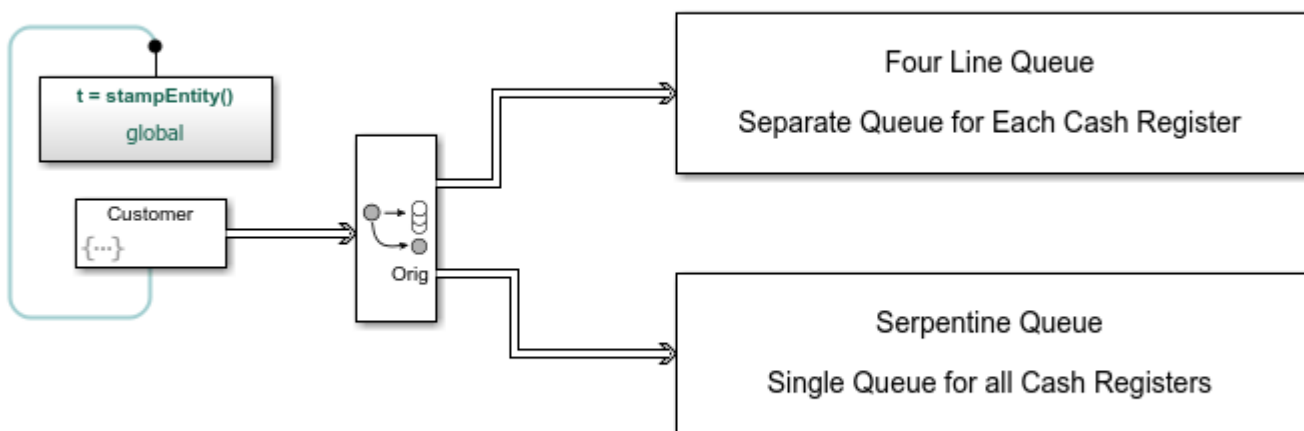 t = stampEntity()
global
Customer
{...}
Orig
Four Line Queue
Separate Queue for Each Cash Register
Serpentine Queue
Single Queue for all Cash Registers